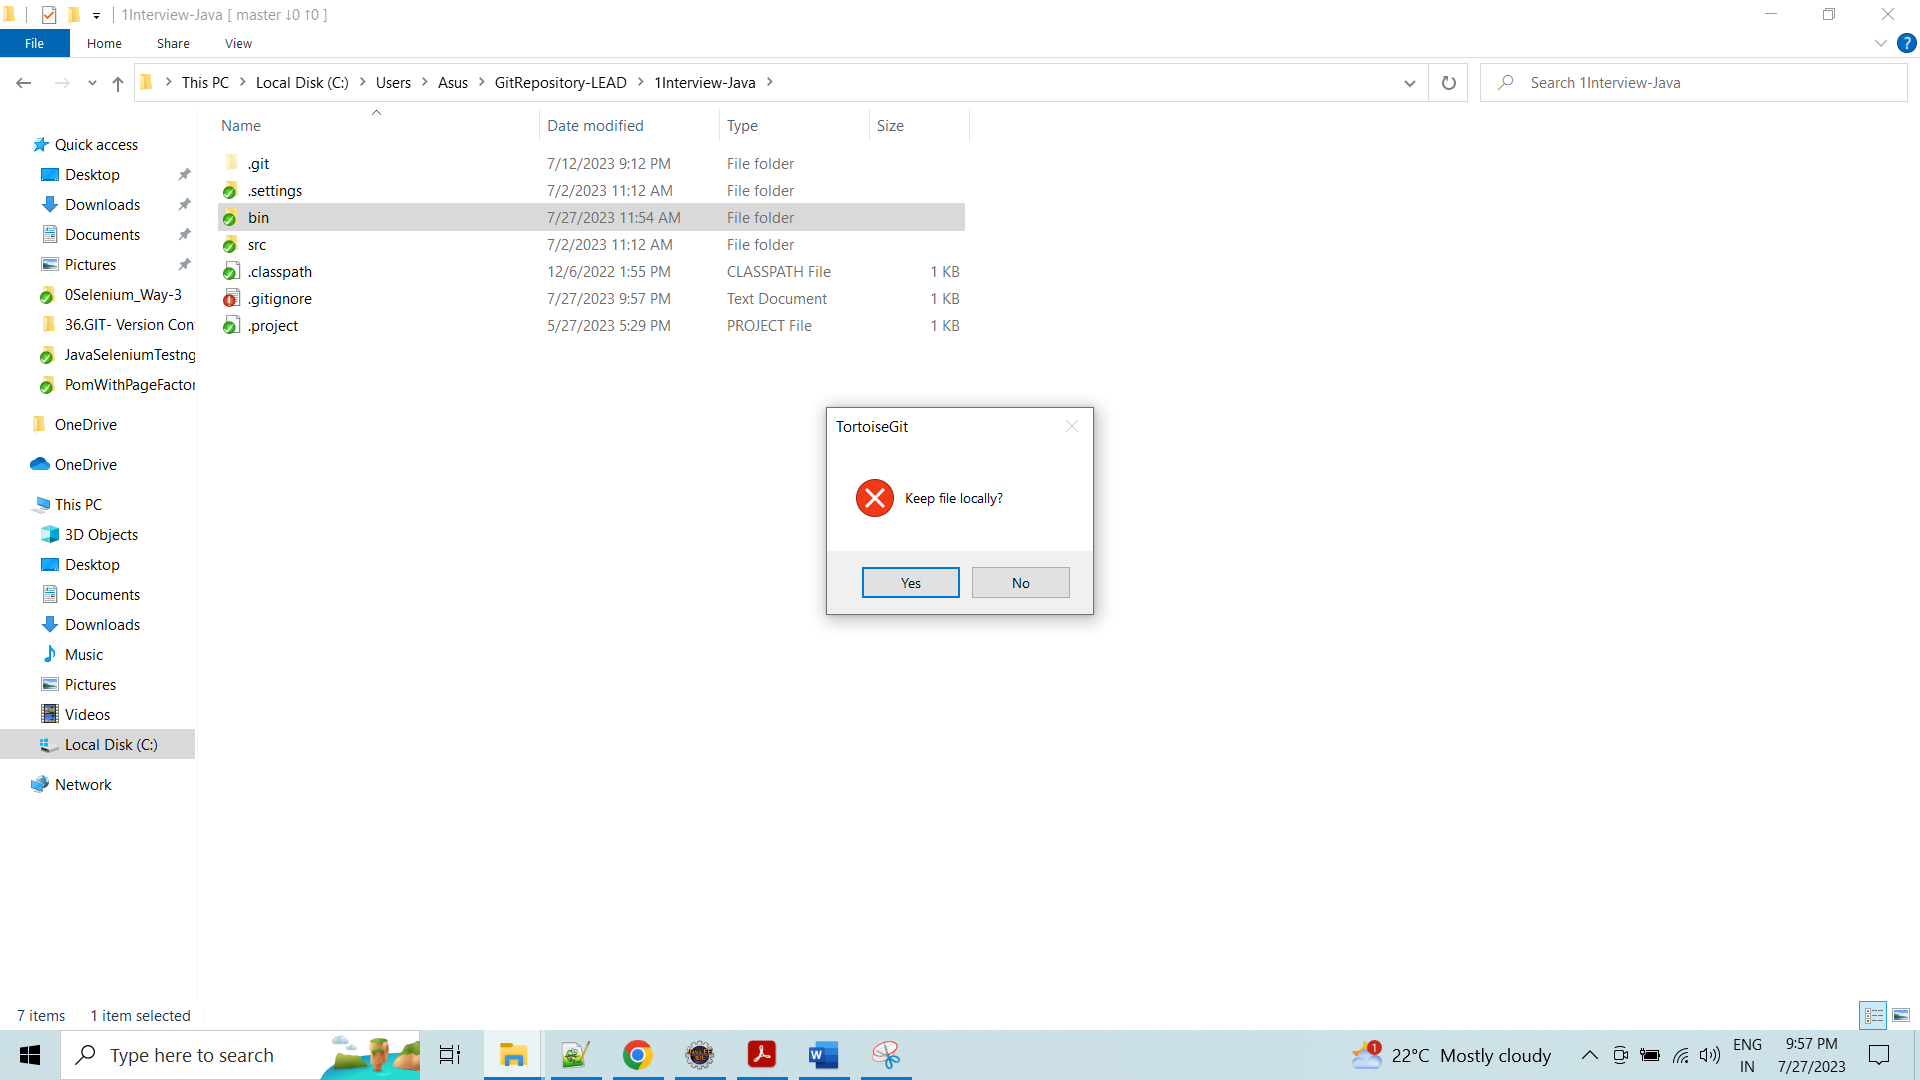 1Interview-Java [ master ↓0 ↑0 ]
File Home Share View
This PC > Local Disk (C:) > Users > Asus > GitRepository-LEAD > 1Interview-Java >
Search 1Interview-Java
Name Date modified Type Size
.git 7/12/2023 9:12 PM File folder
.settings 7/2/2023 11:12 AM File folder
bin 7/27/2023 11:54 AM File folder
src 7/2/2023 11:12 AM File folder
.classpath 12/6/2022 1:55 PM CLASSPATH File 1 KB
.gitignore 7/27/2023 9:57 PM Text Document 1 KB
.project 5/27/2023 5:29 PM PROJECT File 1 KB
Quick access
Desktop
Downloads
Documents
Pictures
0Selenium_Way-3
36.GIT- Version Con
JavaSeleniumTestng
PomWithPageFactor
OneDrive
OneDrive
This PC
3D Objects
Desktop
Documents
Downloads
Music
Pictures
Videos
Local Disk (C:)
Network
TortoiseGit
Keep file locally?
Yes No
7 items 1 item selected
Type here to search
1
22°C Mostly cloudy
ENG
IN
9:57 PM
7/27/2023